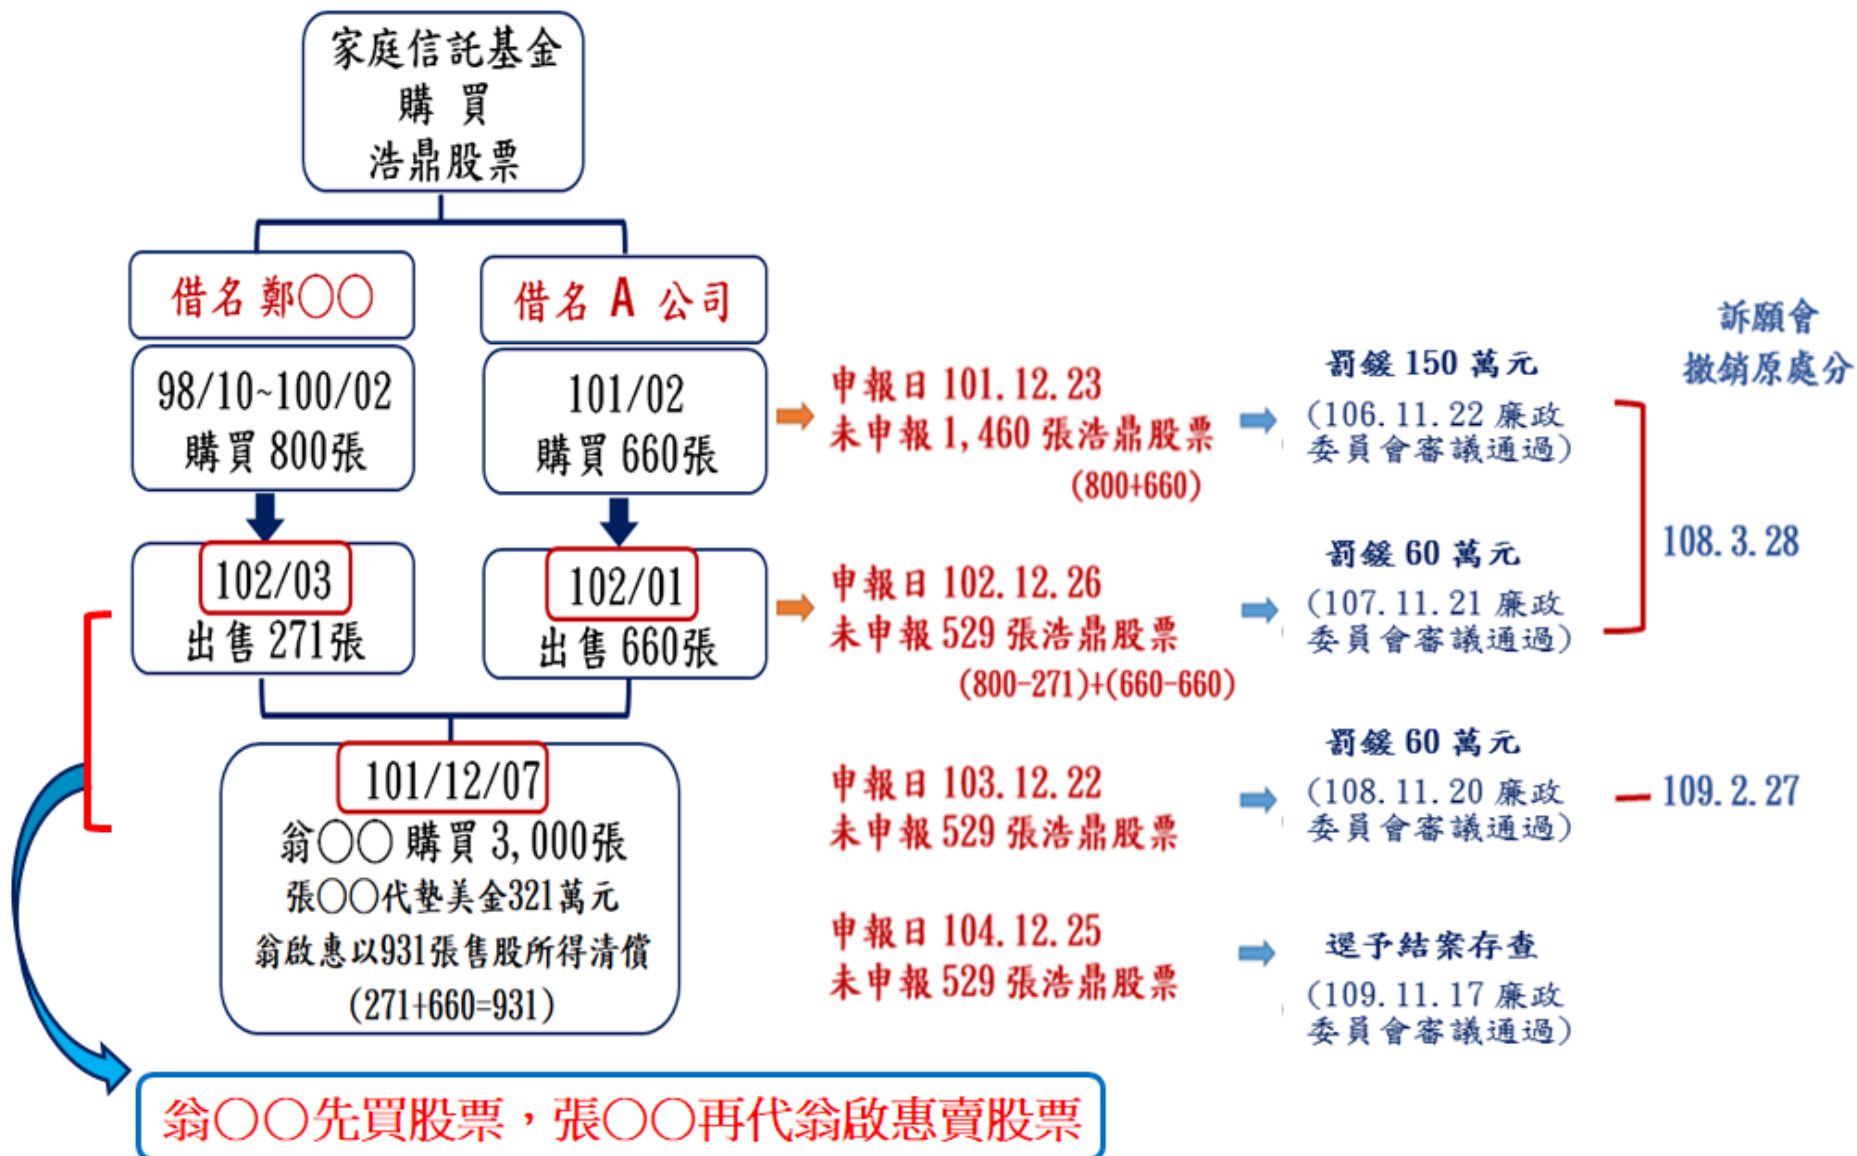 家庭信託基金
購 買
浩鼎股票
借名 鄭〇〇
98/10~100/02
購買 800張
102/03
出售 271張
借名 A 公司
101/02
購買 660張
102/01
出售 660張
101/12/07
翁〇〇 購買 3,000張
張〇〇代墊美金321萬元
翁啟惠以931張售股所得清償
(271+660=931)
申報日 101.12.23
未申報 1,460 張浩鼎股票
(800+660)
罰鍰 150 萬元
(106.11.22 廉政
委員會審議通過)
申報日 102.12.26
未申報 529 張浩鼎股票
(800-271)+(660-660)
罰鍰 60 萬元
(107.11.21 廉政
委員會審議通過)
申報日 103.12.22
未申報 529 張浩鼎股票
罰鍰 60 萬元
(108.11.20 廉政
委員會審議通過)
申報日 104.12.25
未申報 529 張浩鼎股票
逕予結案存查
(109.11.17 廉政
委員會審議通過)
訴願會
撤銷原處分
108.3.28
109.2.27
翁〇〇先買股票，張〇〇再代翁啟惠賣股票